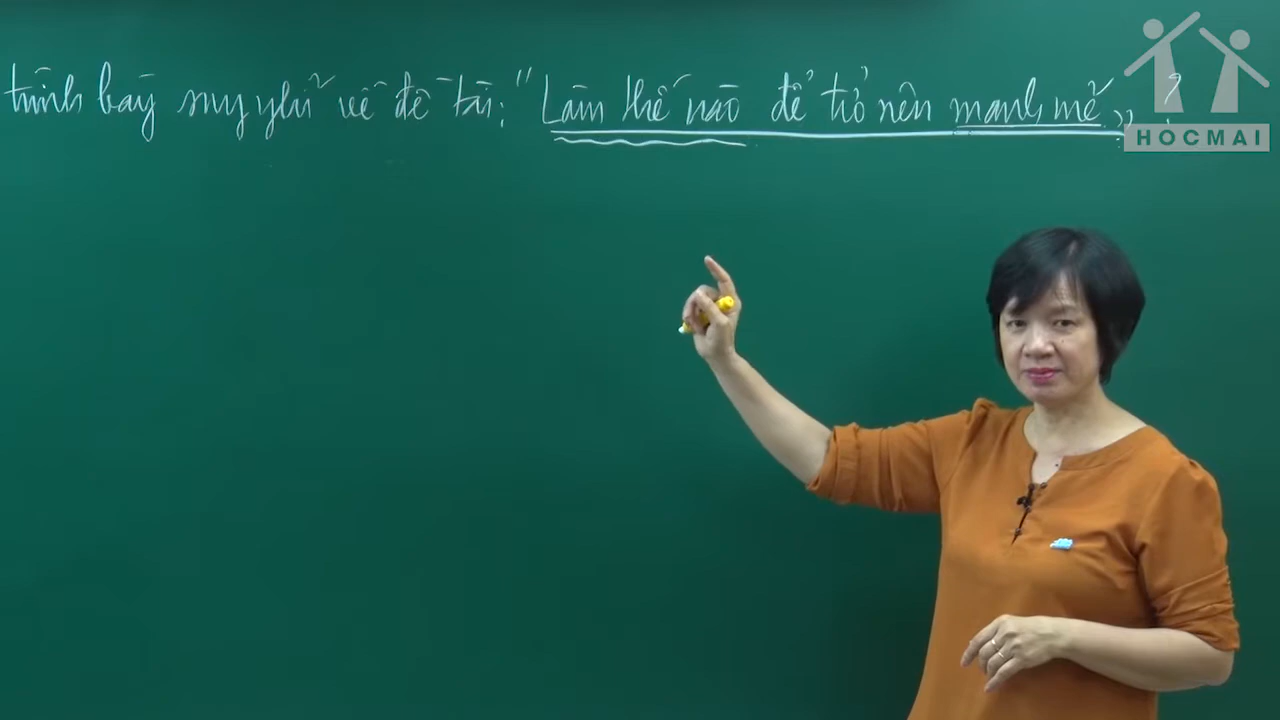 trình bày suy nghĩ về đề tài: "Làm thế nào để trở nên mạnh mẽ" ?
HOCMAI